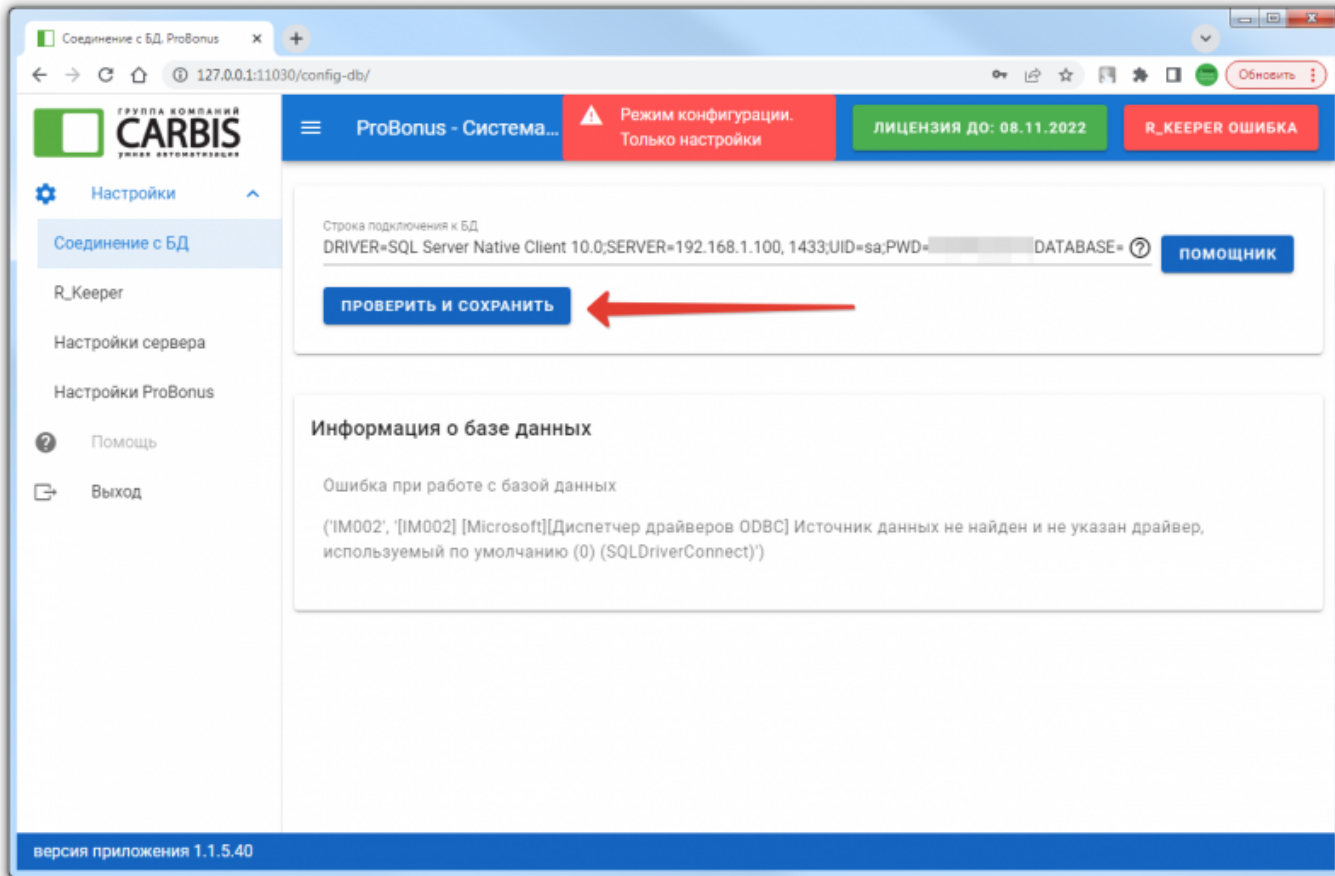 Соединение с БД, ProBonus
127.0.0.1:11030/config-db/
Обновить
ГРУППА КОМПАНИЙ
CARBIS
умная автоматизация
ProBonus - Система...
Режим конфигурации.
Только настройки
ЛИЦЕНЗИЯ ДО: 08.11.2022
R_KEEPER ОШИБКА
Настройки
Соединение с БД
R_Keeper
Настройки сервера
Настройки ProBonus
Помощь
Выход
Строка подключения к БД
DRIVER=SQL Server Native Client 10.0;SERVER=192.168.1.100, 1433;UID=sa;PWD= DATABASE=
ПОМОЩНИК
ПРОВЕРИТЬ И СОХРАНИТЬ
Информация о базе данных
Ошибка при работе с базой данных
('IM002', '[IM002] [Microsoft][Диспетчер драйверов ODBC] Источник данных не найден и не указан драйвер,
используемый по умолчанию (0) (SQLDriverConnect)')
версия приложения 1.1.5.40